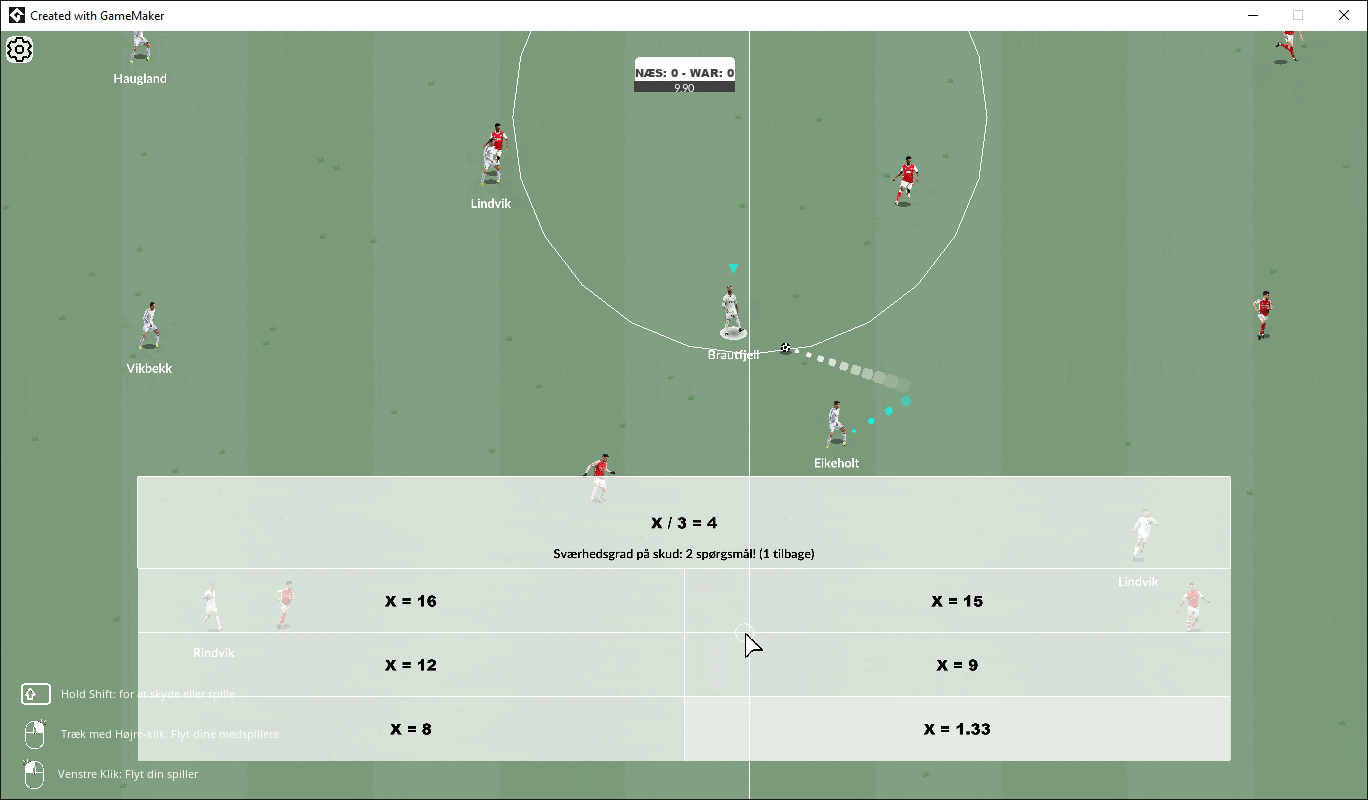 Created with GameMaker
Haugland
NÆS: 0 - WAR: 0
9.90
Lindvik
Vikbekk
Brautfjell
Eikeholt
X / 3 = 4
Sværhedsgrad på skud: 2 spørgsmål! (1 tilbage)
Lindvik
X = 16
X = 15
Rindvik
X = 12
X = 9
Hold Shift: for at skyde eller spille
X = 8
X = 1.33
Træk med Højre-klik: Flyt dine medspillere
Venstre Klik: Flyt din spiller